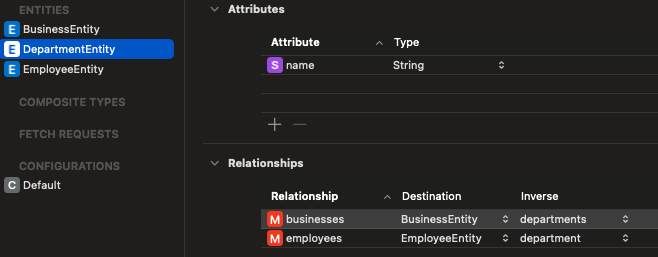 ENTITIES
E BusinessEntity
E DepartmentEntity
E EmployeeEntity
COMPOSITE TYPES
FETCH REQUESTS
CONFIGURATIONS
C Default
Attributes
Attribute Type
S name String
Relationships
Relationship Destination Inverse
M businesses BusinessEntity departments
M employees EmployeeEntity department